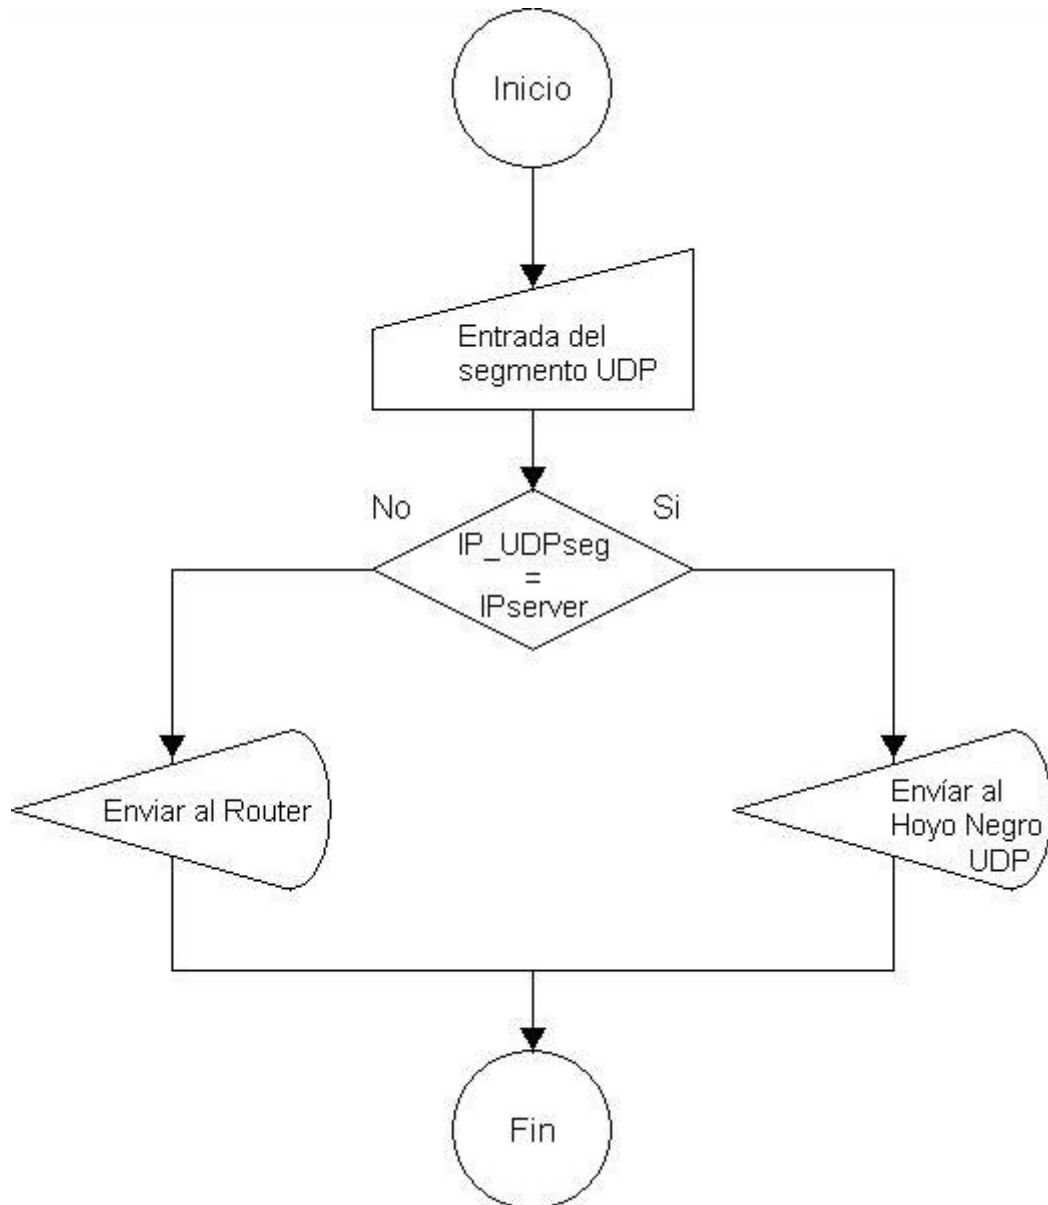 Inicio
Entrada del
segmento UDP
No
Si
IP_UDPseg
=
IPserver
Enviar al Router
Envíar al
Hoyo Negro
UDP
Fin